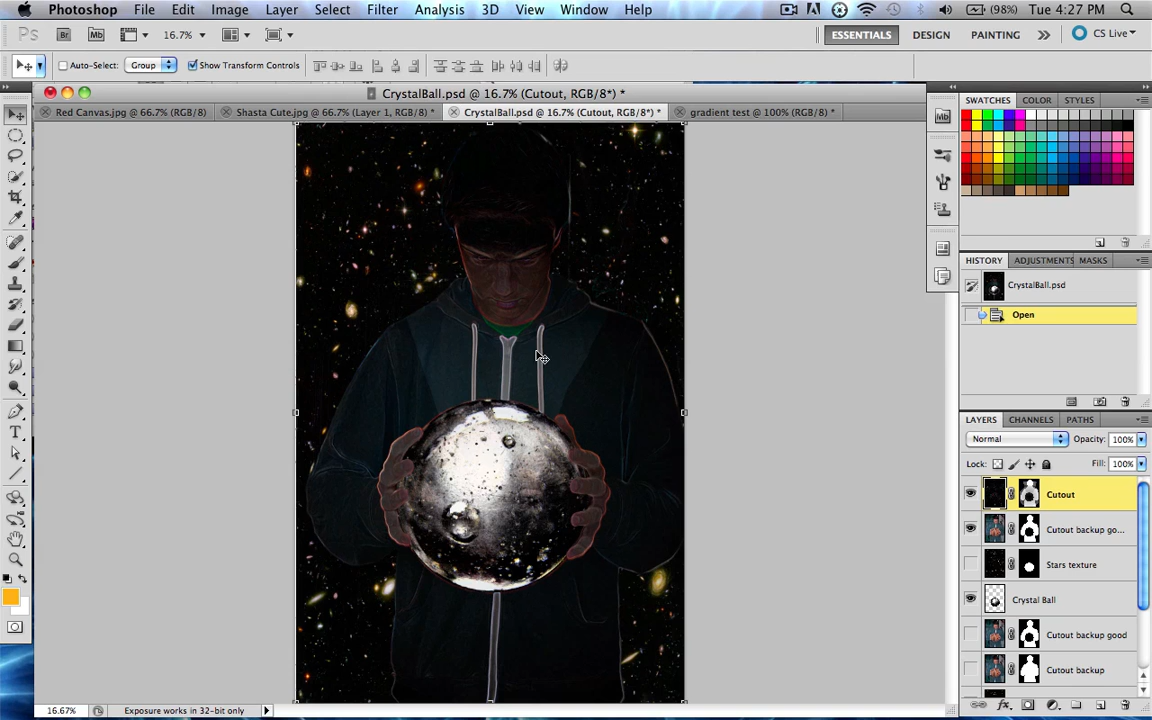 Photoshop File Edit Image Layer Select Filter Analysis 3D View Window Help (98%) Tue 4:27 PM
Ps Br Mb 16.7% ESSENTIALS DESIGN PAINTING CS Live
Auto-Select: Group Show Transform Controls
CrystalBall.psd @ 16.7% (Cutout, RGB/8*) *
Red Canvas.jpg @ 66.7% (RGB/8) Shasta Cute.jpg @ 66.7% (Layer 1, RGB/8) * CrystalBall.psd @ 16.7% (Cutout, RGB/8*) * gradient test @ 100% (RGB/8) *
Mb
SWATCHES COLOR STYLES
HISTORY ADJUSTMENTS MASKS
CrystalBall.psd
Open
LAYERS CHANNELS PATHS
Normal Opacity: 100%
Lock: Fill: 100%
Cutout
Cutout backup go...
Stars texture
Crystal Ball
Cutout backup good
Cutout backup
16.67% Exposure works in 32-bit only